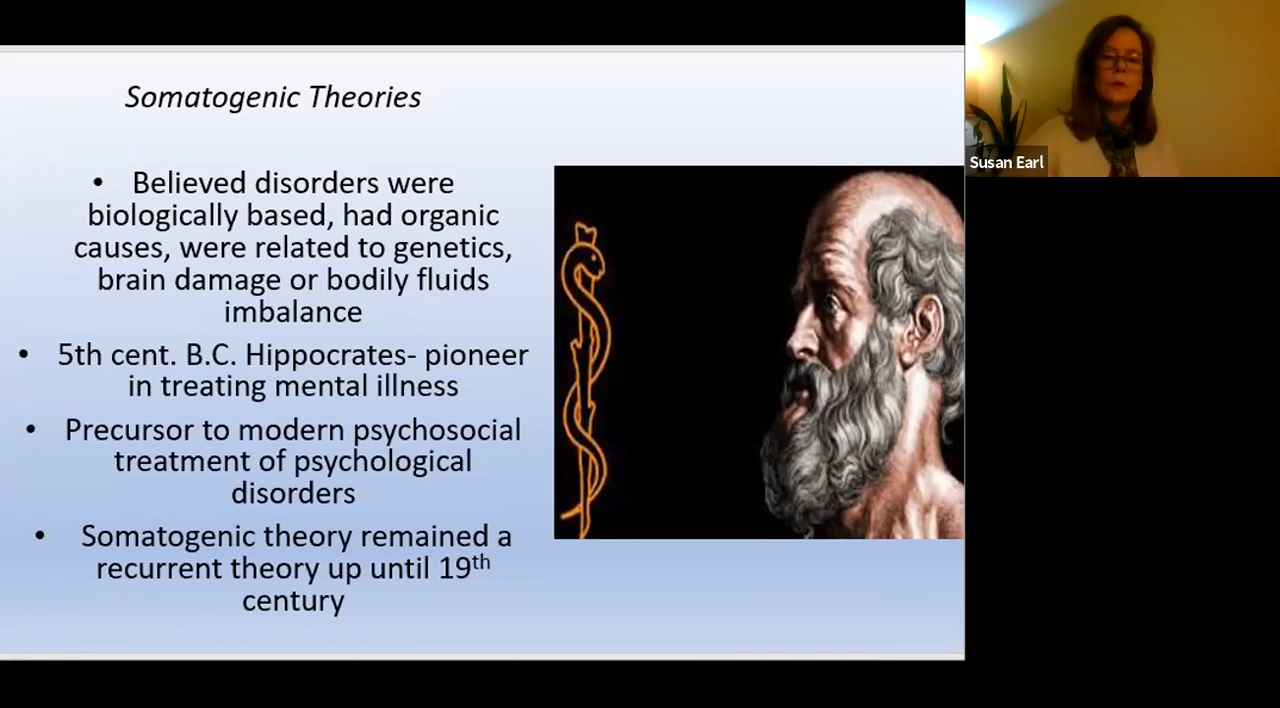 Somatogenic Theories
• Believed disorders were
biologically based, had organic
causes, were related to genetics,
brain damage or bodily fluids
imbalance
• 5th cent. B.C. Hippocrates- pioneer
in treating mental illness
• Precursor to modern psychosocial
treatment of psychological
disorders
• Somatogenic theory remained a
recurrent theory up until 19th
century
Susan Earl